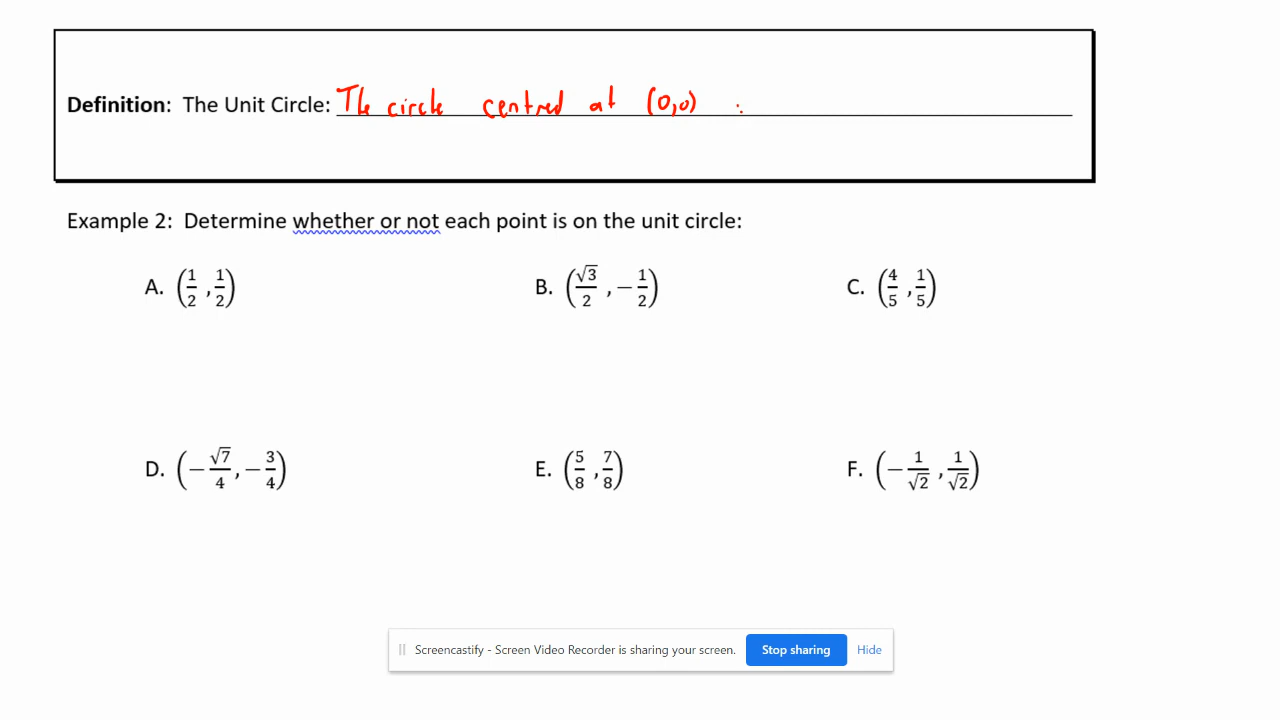 Definition: The Unit Circle: The circle centred at (0,0)
Example 2: Determine whether or not each point is on the unit circle:
A. (1/2, 1/2) B. (√3/2, −1/2) C. (4/5, 1/5)
D. (−√7/4, −3/4) E. (5/8, 7/8) F. (−1/√2, 1/√2)
Screencastify - Screen Video Recorder is sharing your screen. Stop sharing Hide